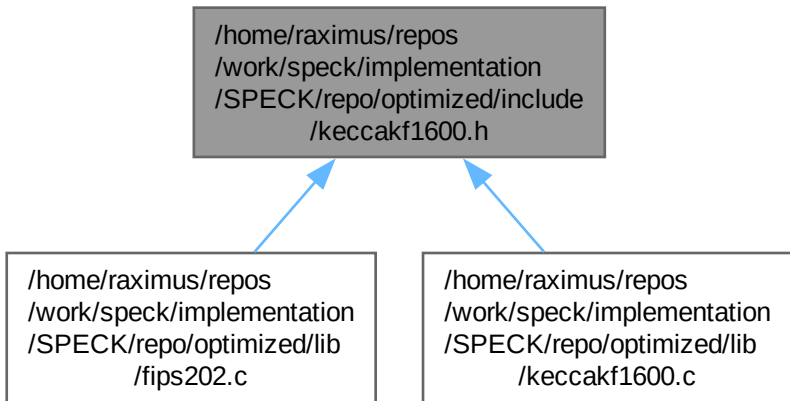 /home/raximus/repos
/work/speck/implementation
/SPECK/repo/optimized/include
/keccakf1600.h
/home/raximus/repos
/work/speck/implementation
/SPECK/repo/optimized/lib
/fips202.c
/home/raximus/repos
/work/speck/implementation
/SPECK/repo/optimized/lib
/keccakf1600.c